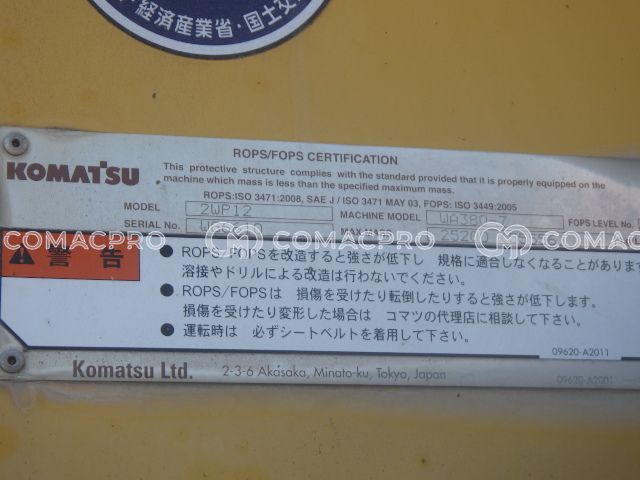 経済産業省・国土交
ROPS/FOPS CERTIFICATION
KOMATSU
This protective structure complies with the standard provided that it is properly equipped on the
machine which mass is less than the specified maximum mass.
ROPS:ISO 3471:2008, SAE J / ISO 3471 MAY 03, FOPS: ISO 3449:2005
MODEL 2WP12 MACHINE MODEL WA380-7 FOPS LEVEL No.
SERIAL No.
COMACPRO COMACPRO COM
警告
● ROPS/FOPSを改造すると強さが低下し 規格に適合しなくなることがあります
溶接やドリルによる改造は行わないでください。
● ROPS/FOPSは 損傷を受けたり転倒したりすると強さが低下します。
損傷を受けたり変形した場合は コマツの代理店に相談して下さい。
● 運転時は 必ずシートベルトを着用して下さい。
09620-A2011
Komatsu Ltd. 2-3-6 Akasaka, Minato-ku, Tokyo, Japan
09620-A2001